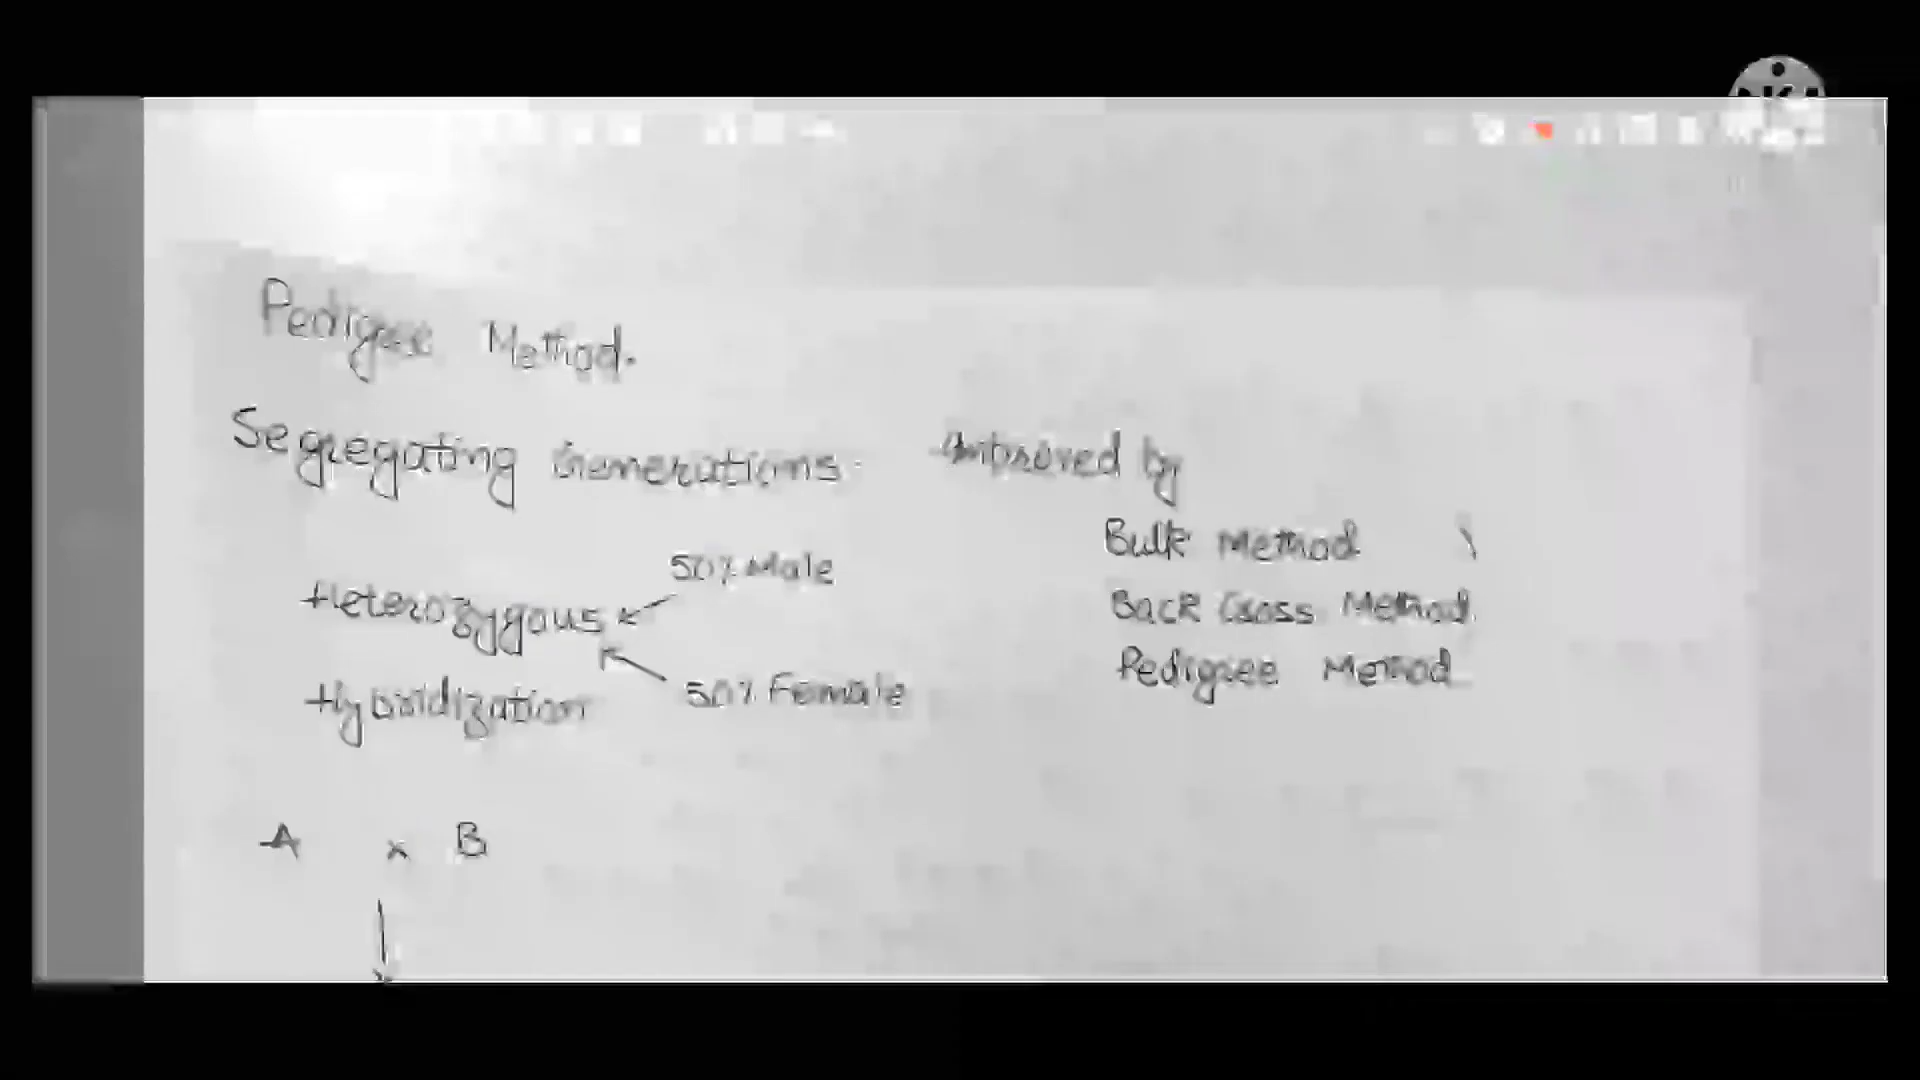 Pedigree Method.
Segregating Generations.
Improved by
Bulk Method
Back Cross Method
Pedigree Method
50% Male
Heterozygous
50% Female
Hybridization
A x B